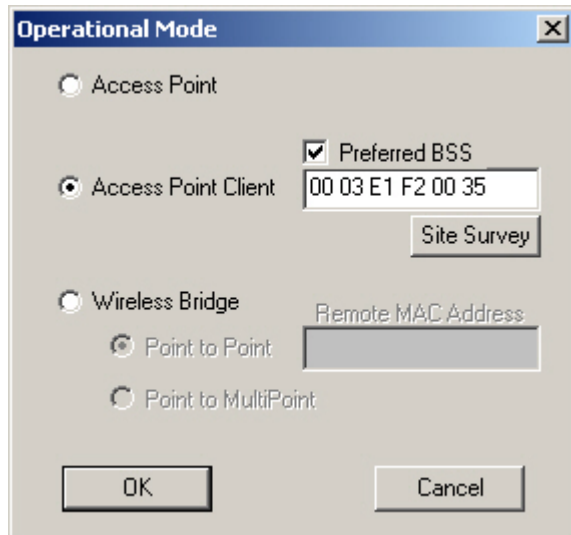 Operational Mode
Access Point
Preferred BSS
Access Point Client
00 03 E1 F2 00 35
Site Survey
Wireless Bridge
Remote MAC Address
Point to Point
Point to MultiPoint
OK
Cancel